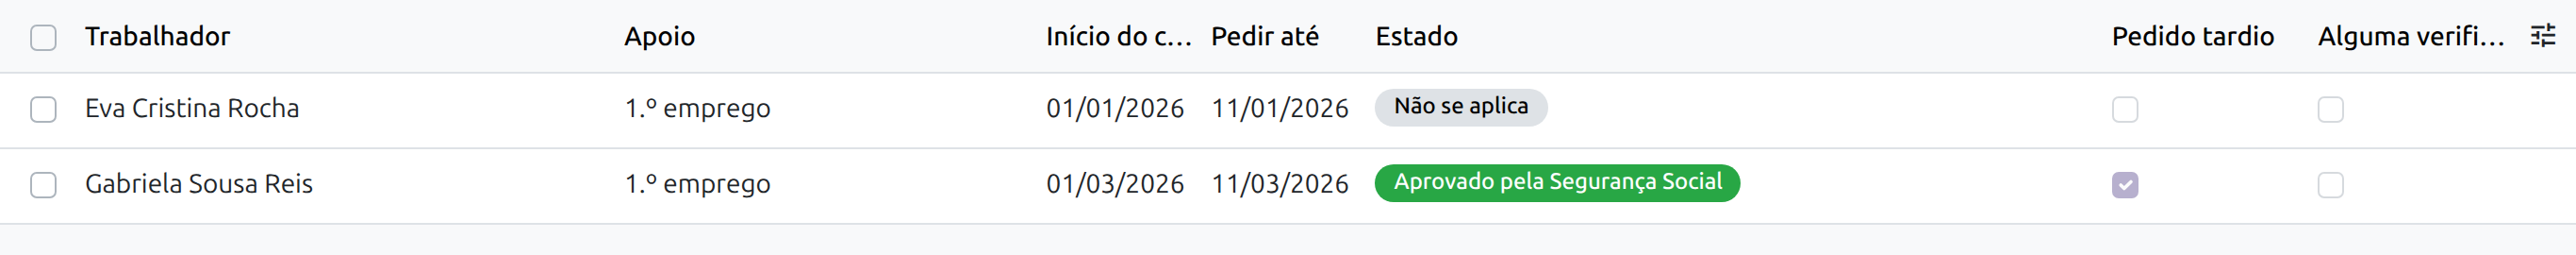 Trabalhador Apoio Início do c... Pedir até Estado Pedido tardio Alguma verifi...
Eva Cristina Rocha 1.º emprego 01/01/2026 11/01/2026 Não se aplica
Gabriela Sousa Reis 1.º emprego 01/03/2026 11/03/2026 Aprovado pela Segurança Social